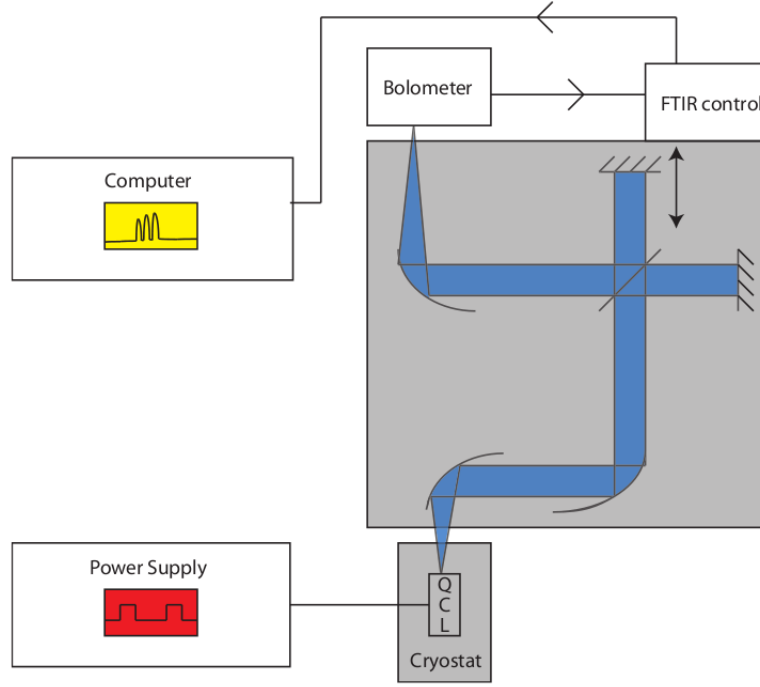 Bolometer
FTIR control
Computer
Power Supply
Q
C
L
Cryostat